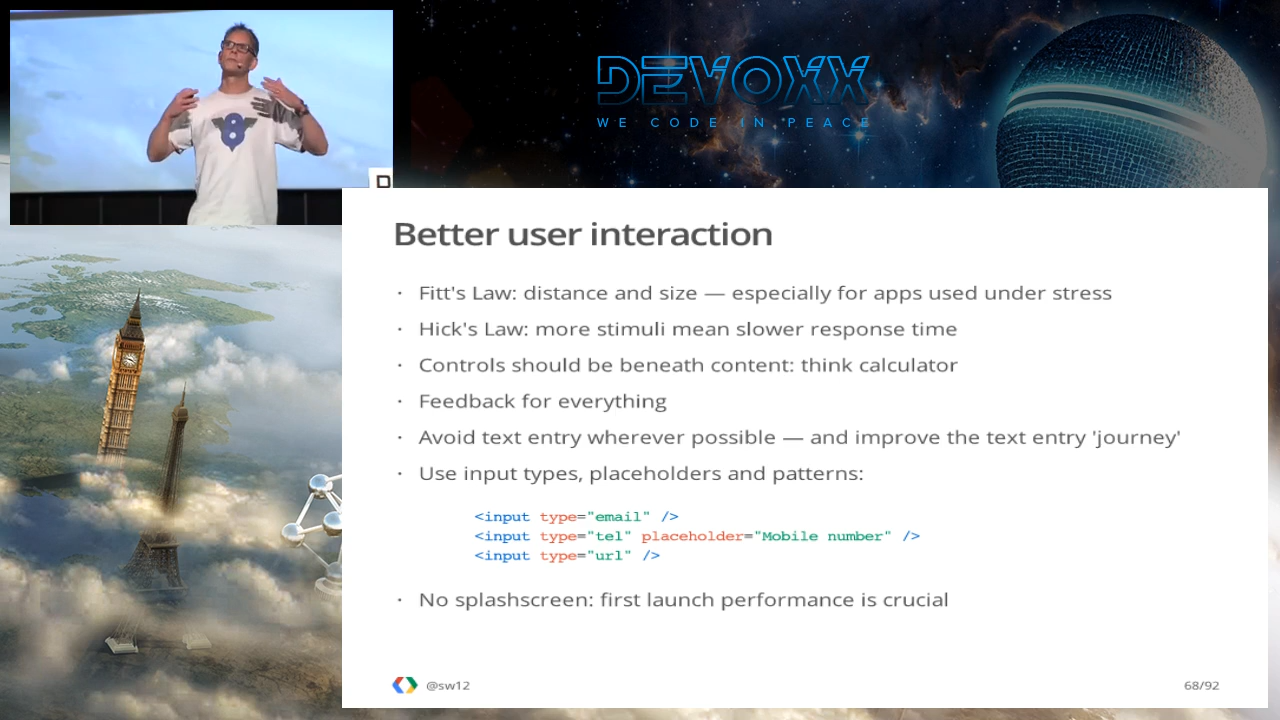 DEVOXX
WE CODE IN PEACE
8
D
Better user interaction
· Fitt's Law: distance and size — especially for apps used under stress
· Hick's Law: more stimuli mean slower response time
· Controls should be beneath content: think calculator
· Feedback for everything
· Avoid text entry wherever possible — and improve the text entry 'journey'
· Use input types, placeholders and patterns:
<input type="email" />
<input type="tel" placeholder="Mobile number" />
<input type="url" />
· No splashscreen: first launch performance is crucial
@sw12
68/92